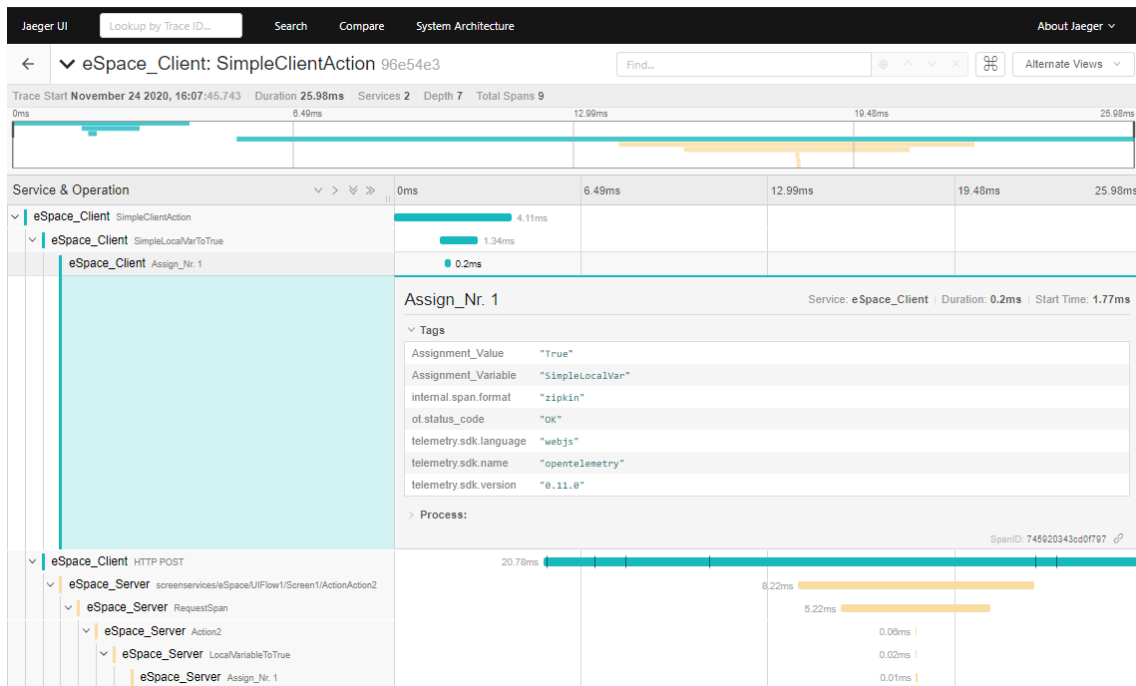 Jaeger UI Lookup by Trace ID... Search Compare System Architecture About Jaeger
eSpace_Client: SimpleClientAction 96e54e3 Find... ⌘ Alternate Views
Trace Start November 24 2020, 16:07:45.743 Duration 25.98ms Services 2 Depth 7 Total Spans 9
0ms 6.49ms 12.99ms 19.48ms 25.98ms
Service & Operation 0ms 6.49ms 12.99ms 19.48ms 25.98ms
eSpace_Client SimpleClientAction 4.11ms
eSpace_Client SimpleLocalVarToTrue 1.34ms
eSpace_Client Assign_Nr. 1 0.2ms
Assign_Nr. 1 Service: eSpace_Client Duration: 0.2ms Start Time: 1.77ms
Tags
Assignment_Value "True"
Assignment_Variable "SimpleLocalVar"
internal.span.format "zipkin"
ot.status_code "OK"
telemetry.sdk.language "webjs"
telemetry.sdk.name "opentelemetry"
telemetry.sdk.version "0.11.0"
Process:
SpanID: 745920343cd0f797
eSpace_Client HTTP POST 20.78ms
eSpace_Server screenservices/eSpace/UIFlow1/Screen1/ActionAction2 8.22ms
eSpace_Server RequestSpan 5.22ms
eSpace_Server Action2 0.06ms
eSpace_Server LocalVariableToTrue 0.02ms
eSpace_Server Assign_Nr. 1 0.01ms